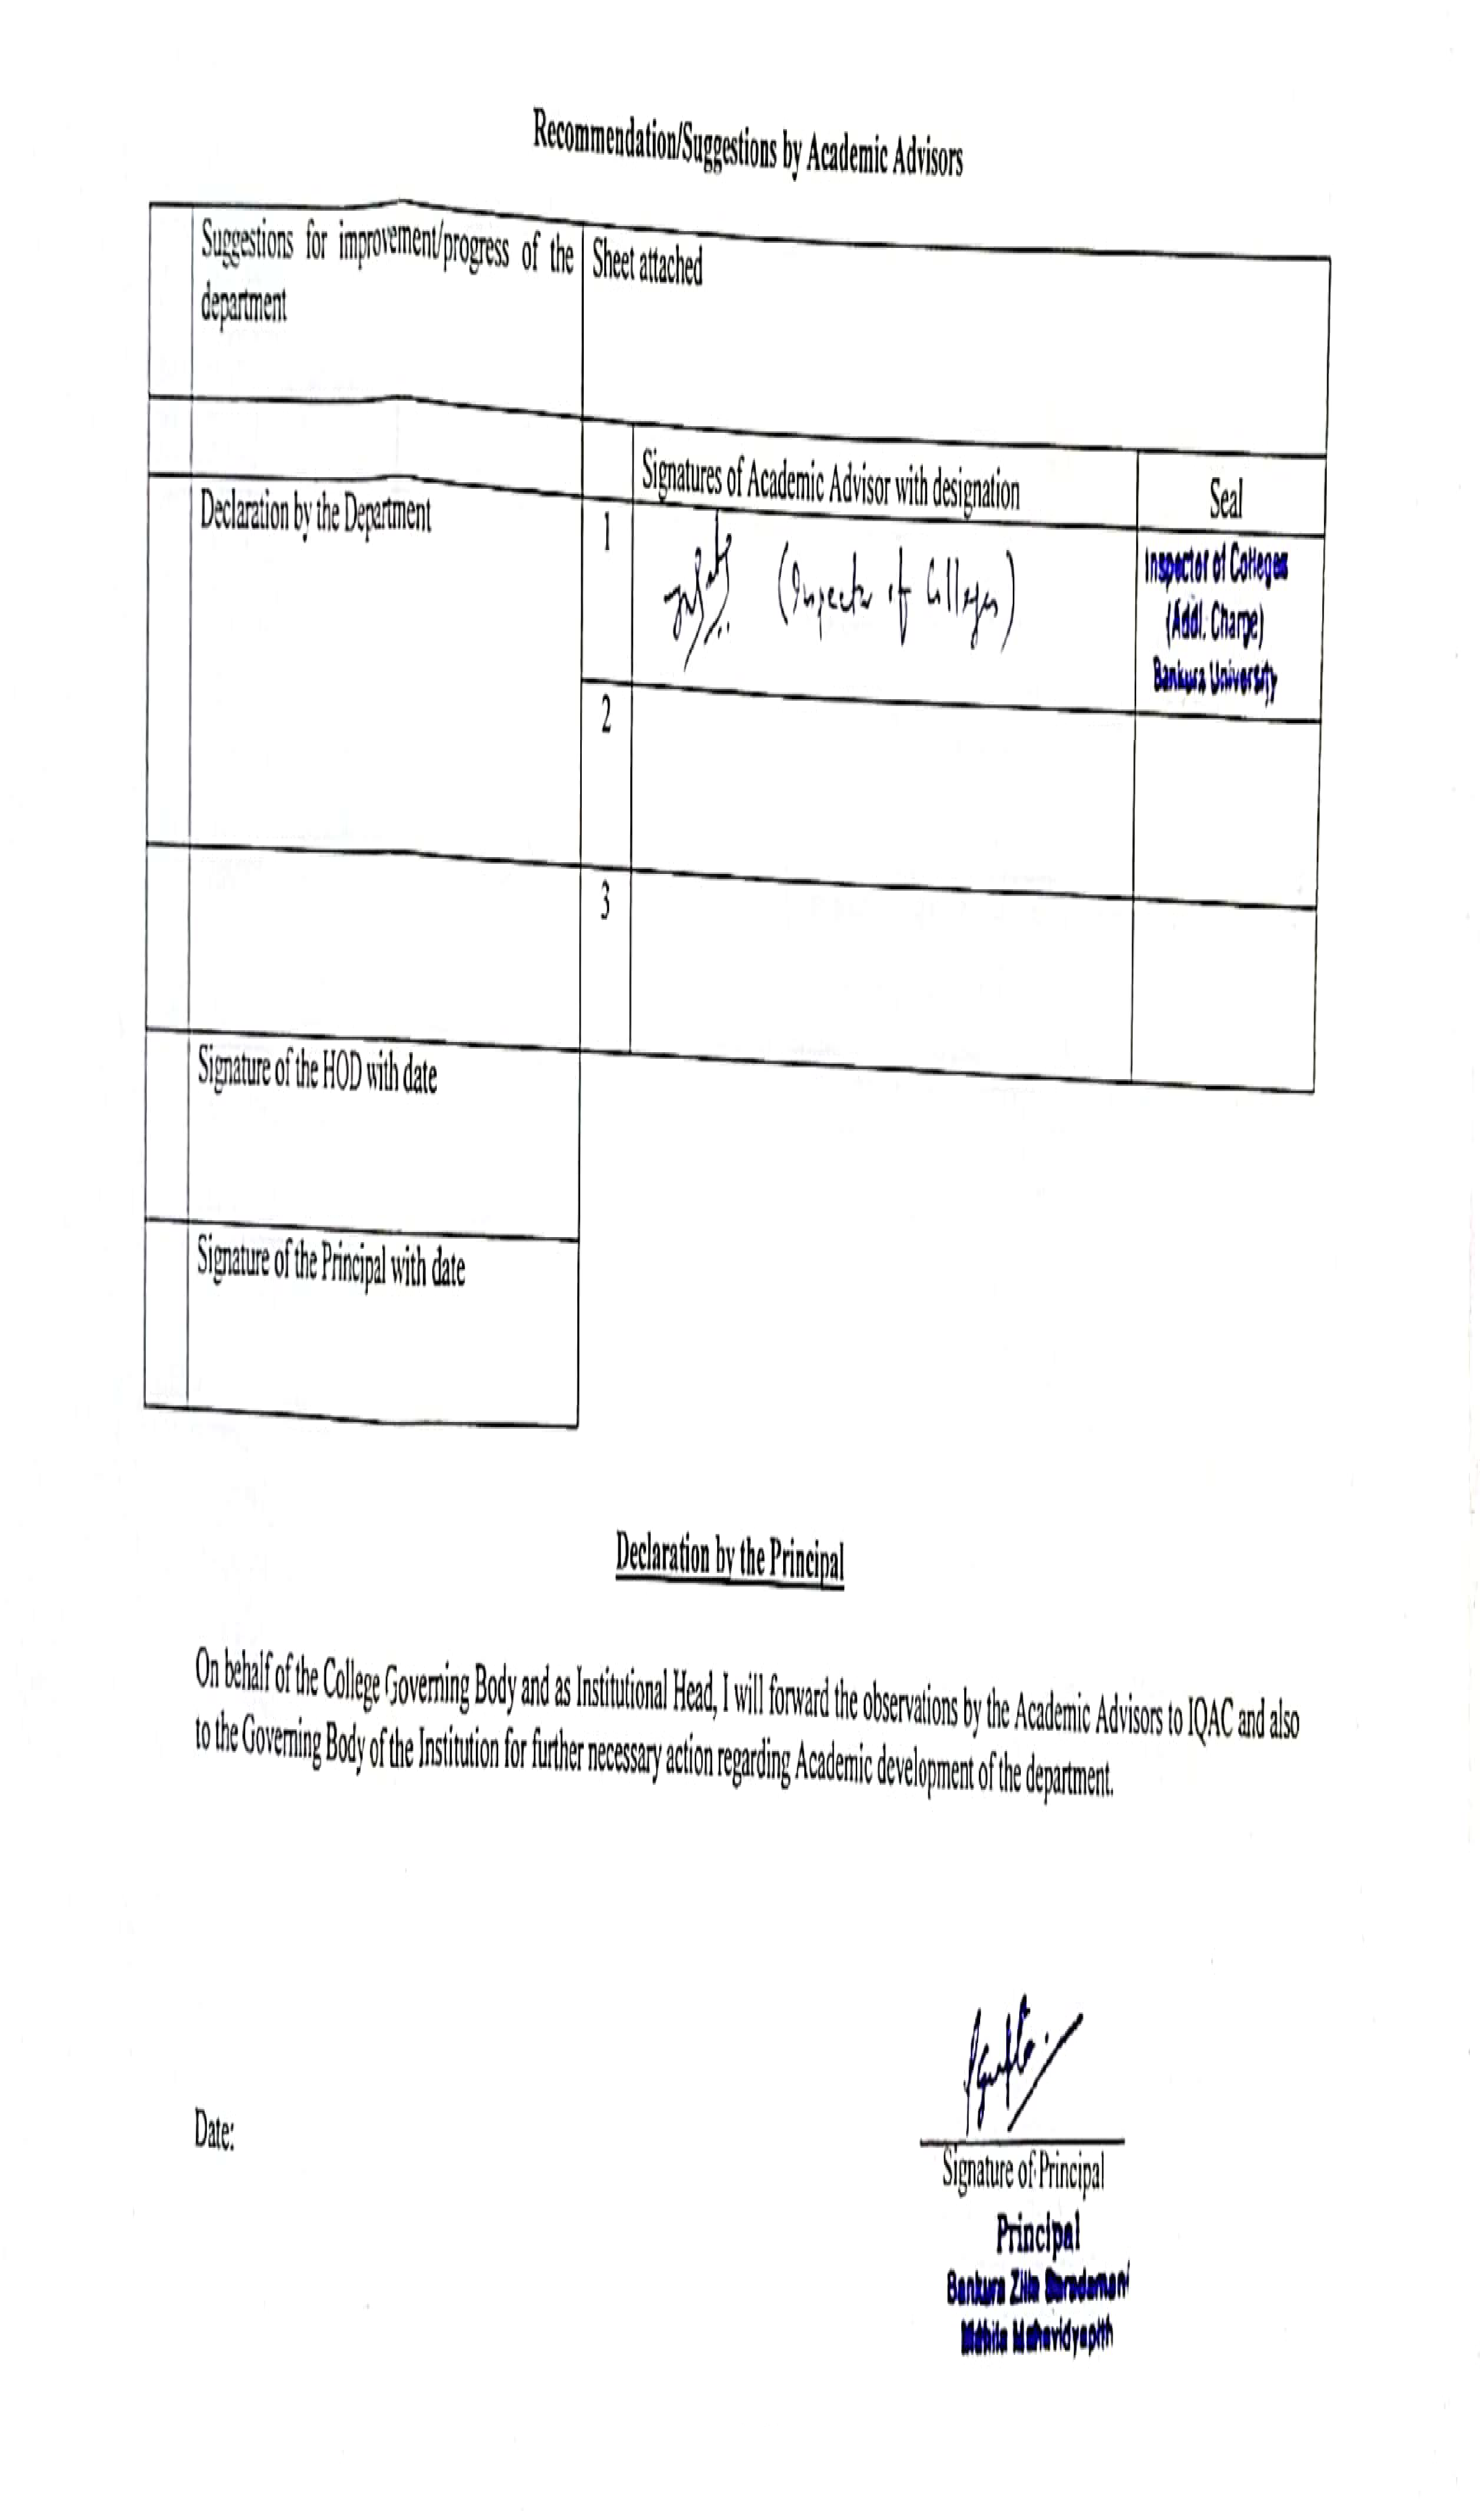 Recommendation/Suggestions by Academic Advisors
Suggestions for improvement/progress of the
department
Sheet attached
Signatures of Academic Advisor with designation
Seal
Declaration by the Department
1
(Inspector of Colleges)
Inspector of Colleges
(Addl. Charge)
Bankura University
2
3
Signature of the HOD with date
Signature of the Principal with date
Declaration by the Principal
On behalf of the College Governing Body and as Institutional Head, I will forward the observations by the Academic Advisors to IQAC and also
to the Governing Body of the Institution for further necessary action regarding Academic development of the department.
Date:
Signature of Principal
Principal
Bankura Zilla Saradamani
Mahila Mahavidyapith